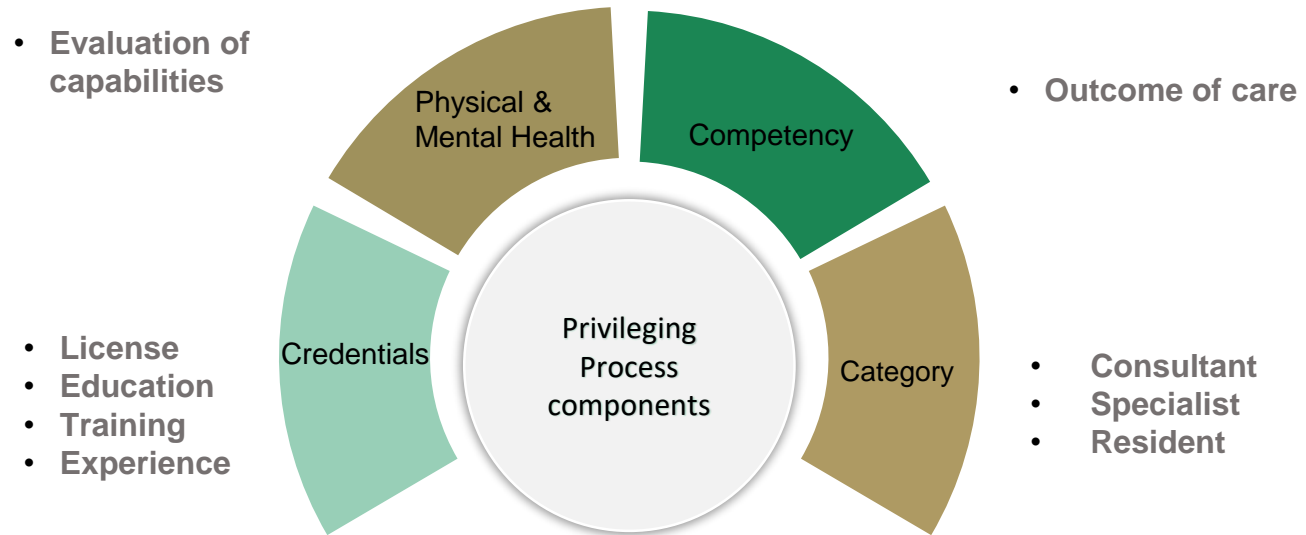 • Evaluation of
capabilities
Physical &
Mental Health
Competency
• Outcome of care
Credentials
• License
• Education
• Training
• Experience
Privileging
Process
components
Category
• Consultant
• Specialist
• Resident